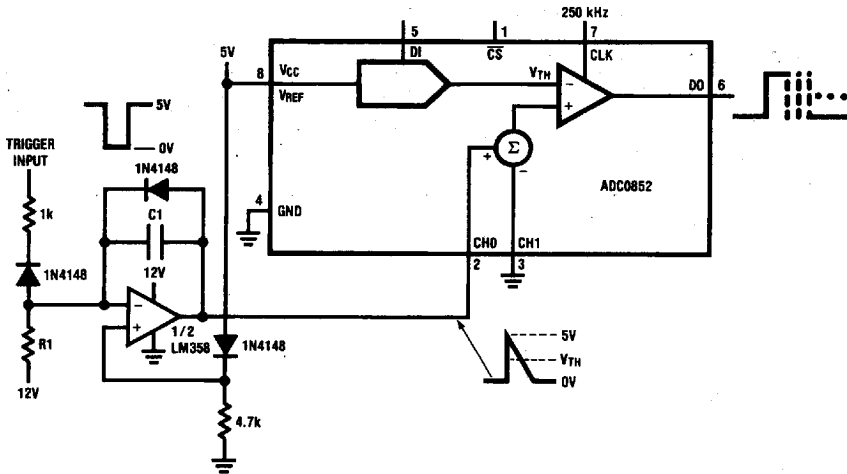 250 kHz
5
1
7
DI
CS
CLK
5V
8
VCC
VREF
VTH
DO
6
5V
0V
TRIGGER
INPUT
1N4148
Σ
ADC0852
1k
C1
4
GND
1N4148
12V
CH0
CH1
2
3
R1
1/2
LM358
1N4148
5V
VTH
0V
12V
4.7k